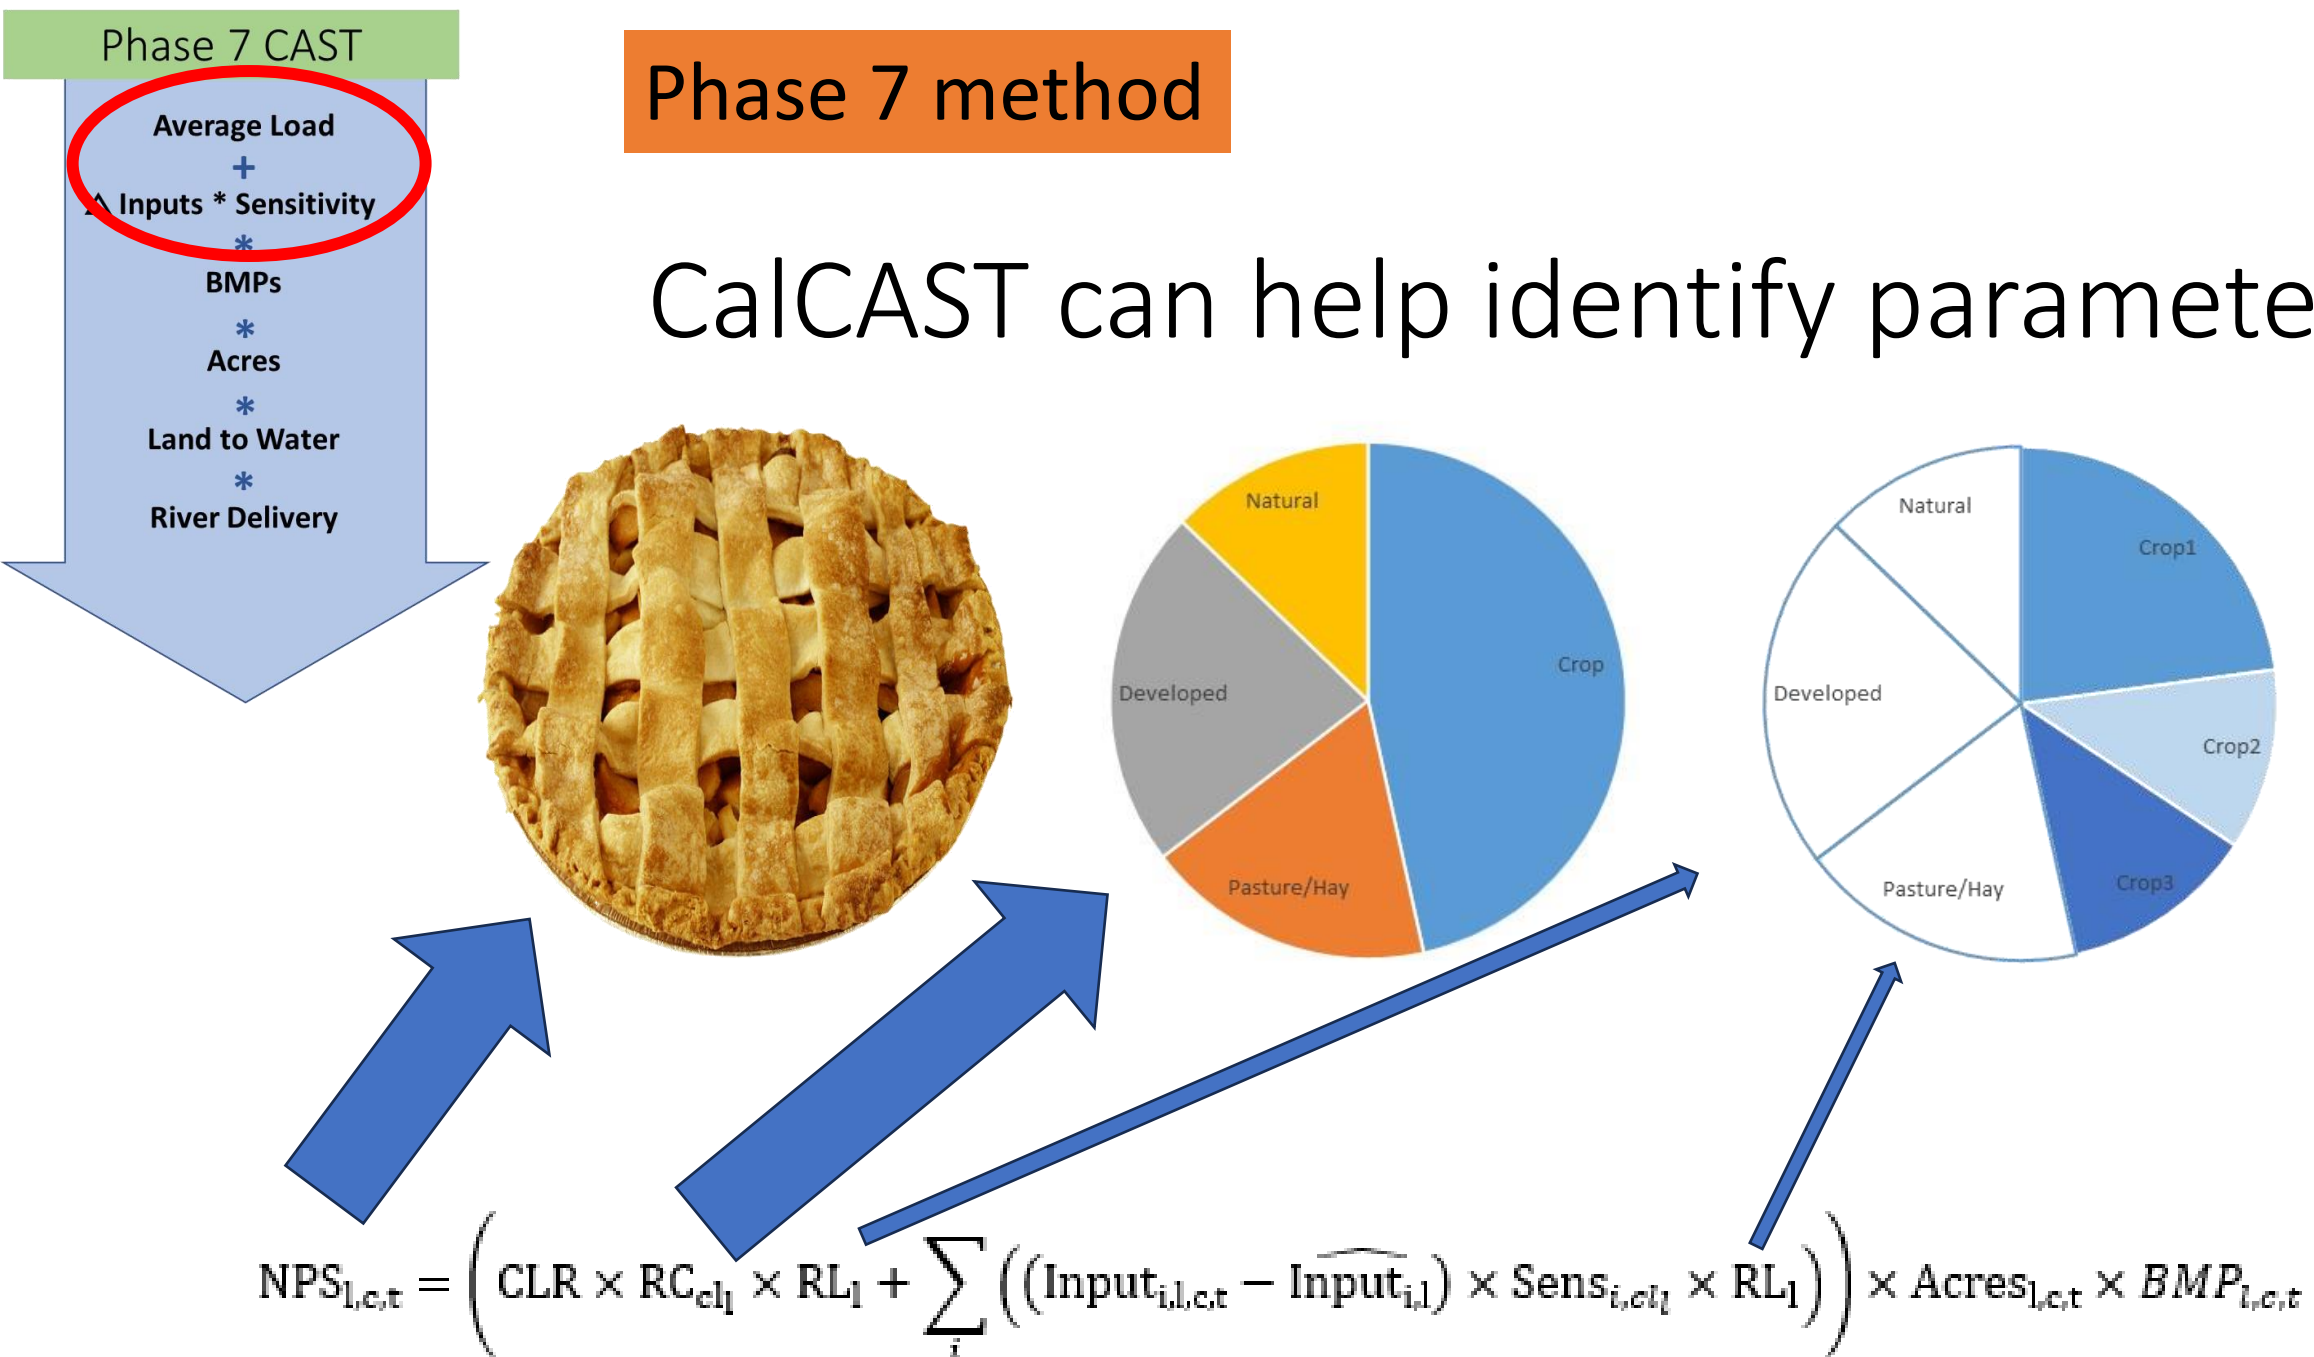 Phase 7 CAST
Average Load
+
Δ Inputs * Sensitivity
*
BMPs
*
Acres
*
Land to Water
*
River Delivery
Phase 7 method
CalCAST can help identify paramete
Natural
Crop
Developed
Pasture/Hay
Natural
Crop1
Developed
Crop2
Crop3
Pasture/Hay
NPS_{l,c,t} = ( CLR × RC_{cl_l} × RL_l + ∑_i ( (Input_{i,l,c,t} − \widehat{Input_{i,l}}) × Sens_{i,cl_l} × RL_l ) ) × Acres_{l,c,t} × BMP_{l,c,t}